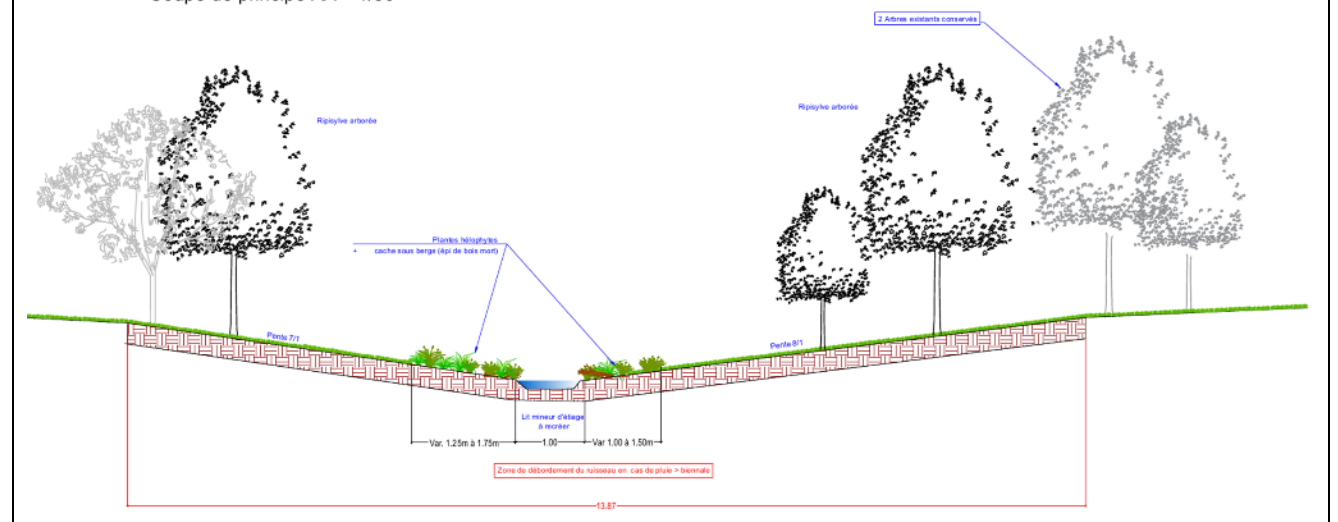 2 Arbres existants conservés
Ripisylve arborée
Ripisylve arborée
Plantes hélophytes
+ cache sous berge (épi de bois mort)
Pente 7/1
Pente 8/1
Lit mineur d'étiage
à recréer
Var. 1.25m à 1.75m
1.00
Var 1.00 à 1.50m
Zone de débordement du ruisseau en cas de pluie > biennale
13.87